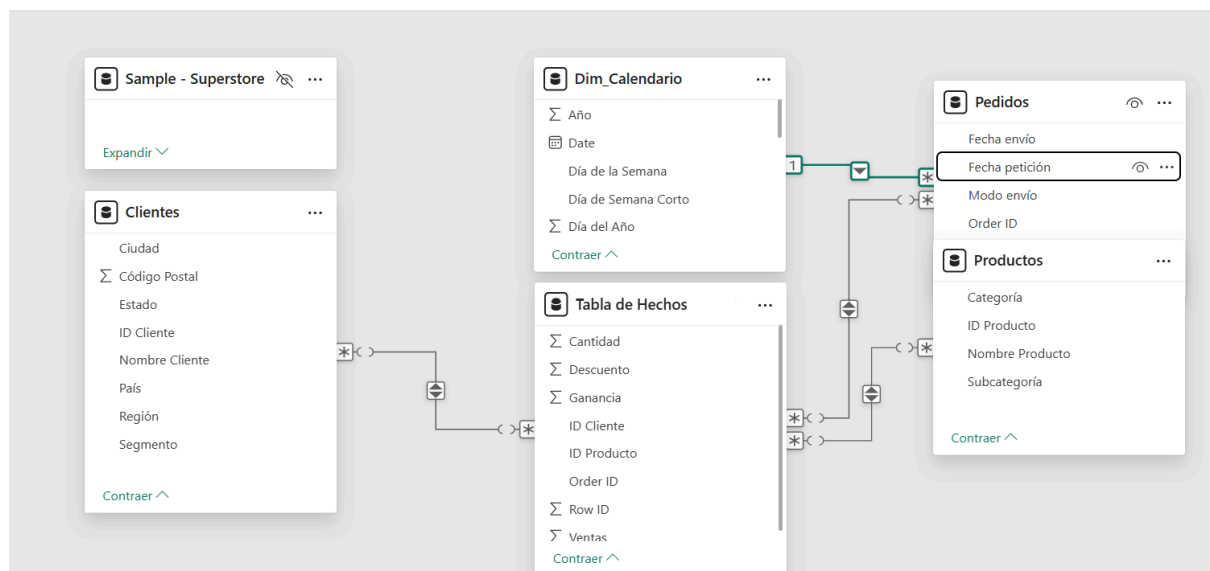 Sample - Superstore
Expandir
Clientes
Ciudad
Σ Código Postal
Estado
ID Cliente
Nombre Cliente
País
Región
Segmento
Contraer
Dim_Calendario
Σ Año
Date
Día de la Semana
Día de Semana Corto
Σ Día del Año
Contraer
Tabla de Hechos
Σ Cantidad
Σ Descuento
Σ Ganancia
ID Cliente
ID Producto
Order ID
Σ Row ID
Σ Ventas
Contraer
1
*
*
*
*
*
*
*
Pedidos
Fecha envío
Fecha petición
Modo envío
Order ID
Productos
Categoría
ID Producto
Nombre Producto
Subcategoría
Contraer